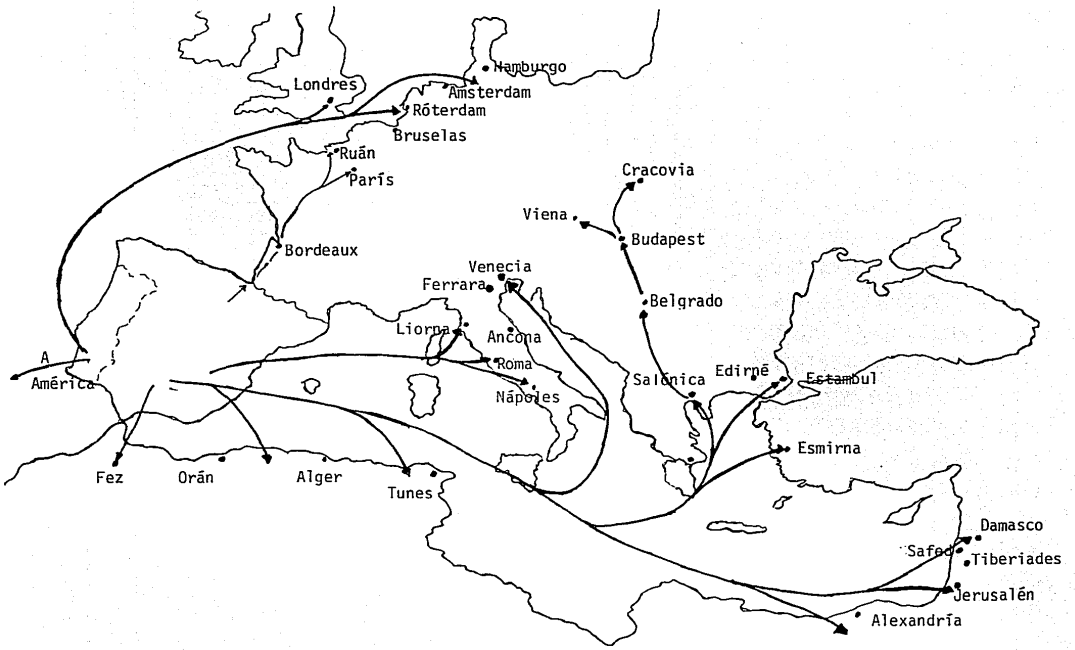 Hamburgo
Londres
Amsterdam
Róterdam
Bruselas
Ruán
París
Cracovia
Viena
Budapest
Bordeaux
Venecia
Ferrara
Belgrado
Liorna
Ancona
A
América
Roma
Edirné
Estambul
Salónica
Nápoles
Esmirna
Fez
Orán
Alger
Tunes
Damasco
Safed
Tiberiades
Jerusalén
Alexandría